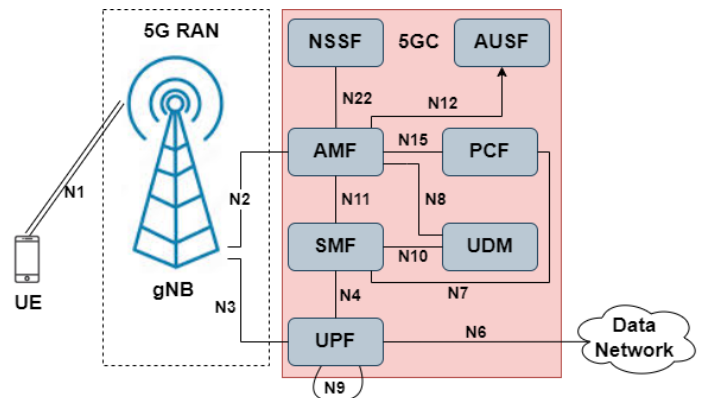 5G RAN
NSSF
5GC
AUSF
N22
N12
AMF
N15
PCF
N1
N2
N11
N8
SMF
N10
UDM
UE
gNB
N3
N4
N7
UPF
N6
Data
Network
N9